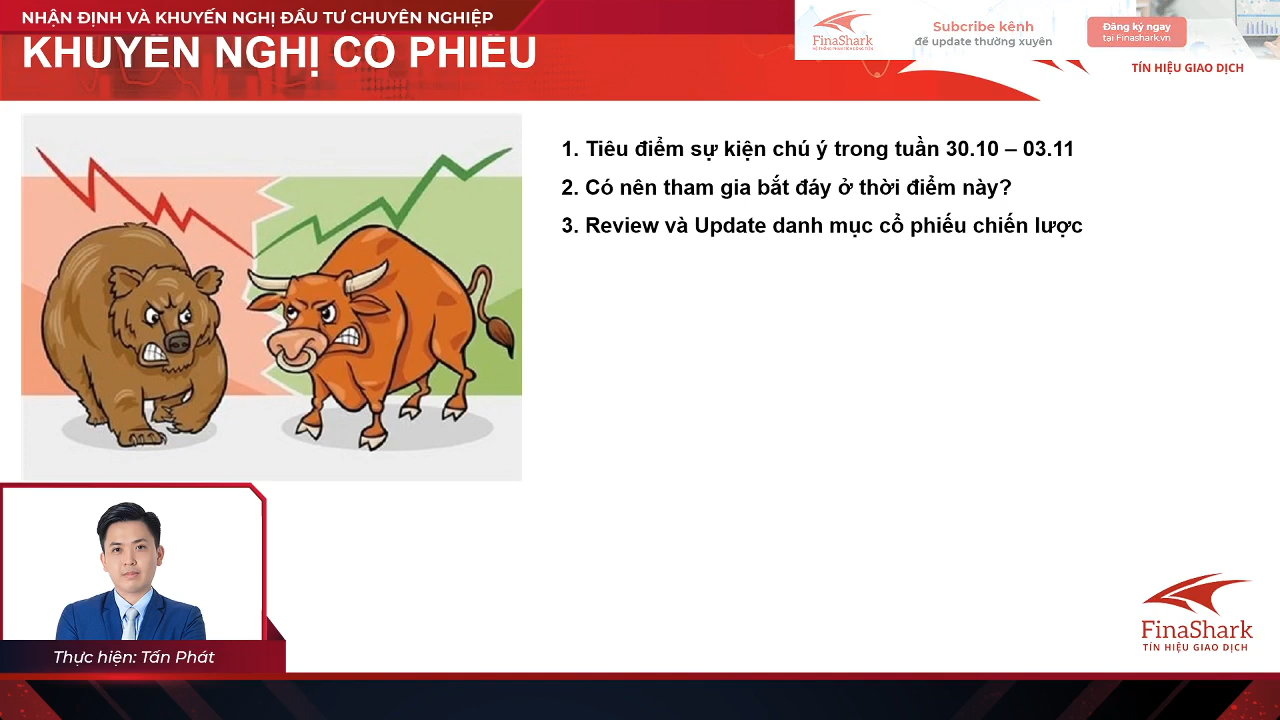 NHẬN ĐỊNH VÀ KHUYẾN NGHỊ ĐẦU TƯ CHUYÊN NGHIỆP
KHUYẾN NGHỊ CỔ PHIẾU
FinaShark
Subcribe kênh
để update thường xuyên
Đăng ký ngay
tại Finashark.vn
TÍN HIỆU GIAO DỊCH
1. Tiêu điểm sự kiện chú ý trong tuần 30.10 – 03.11
2. Có nên tham gia bắt đáy ở thời điểm này?
3. Review và Update danh mục cổ phiếu chiến lược
Thực hiện: Tấn Phát
FinaShark
TÍN HIỆU GIAO DỊCH